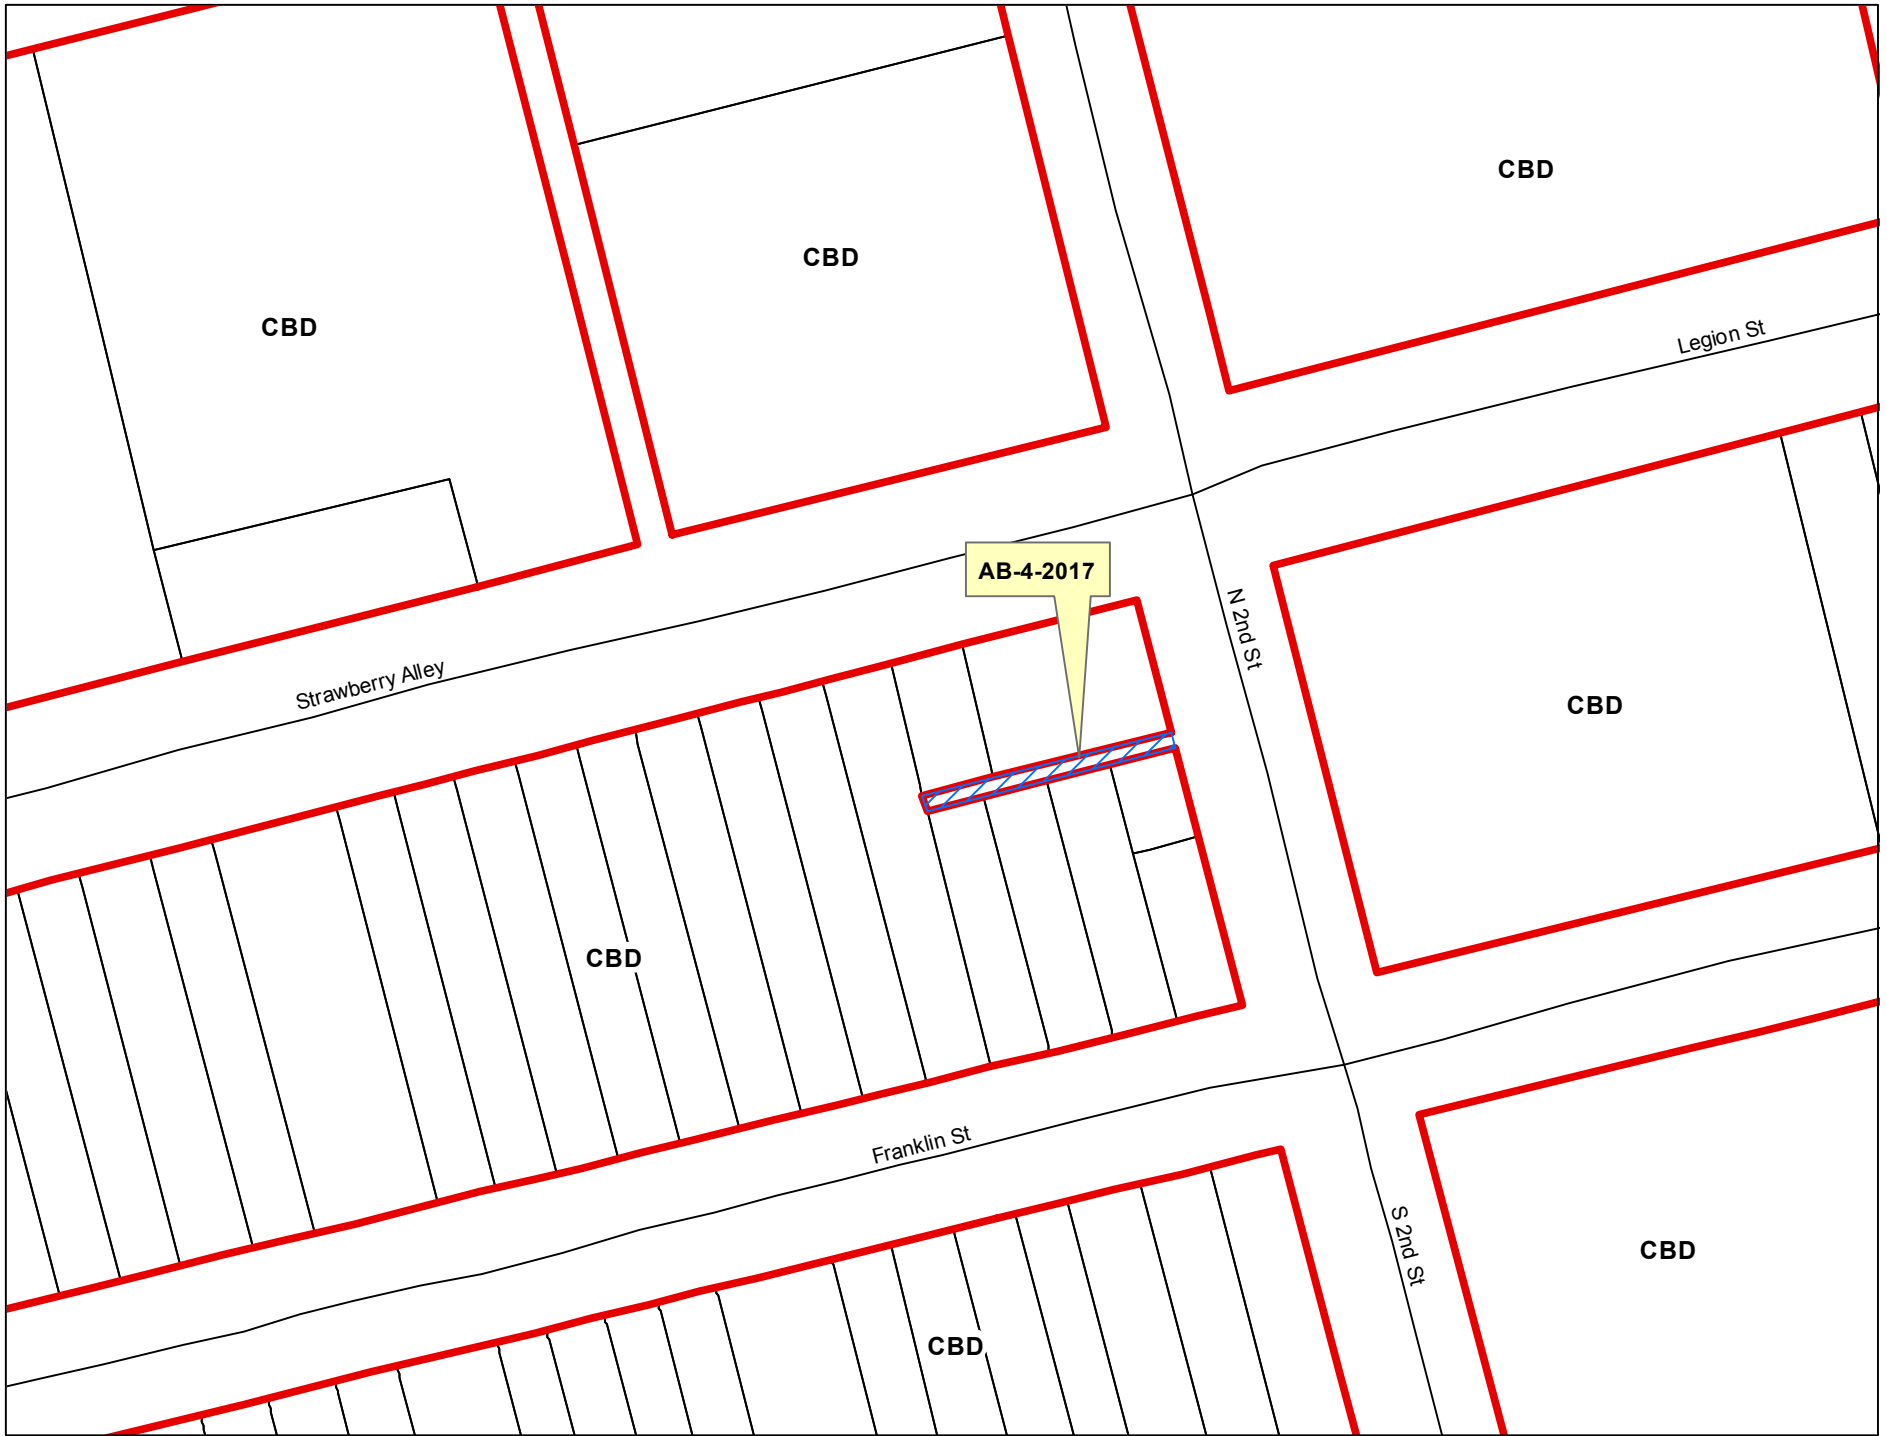 CBD
CBD
CBD
Legion St
AB-4-2017
N 2nd St
Strawberry Alley
CBD
CBD
Franklin St
S 2nd St
CBD
CBD